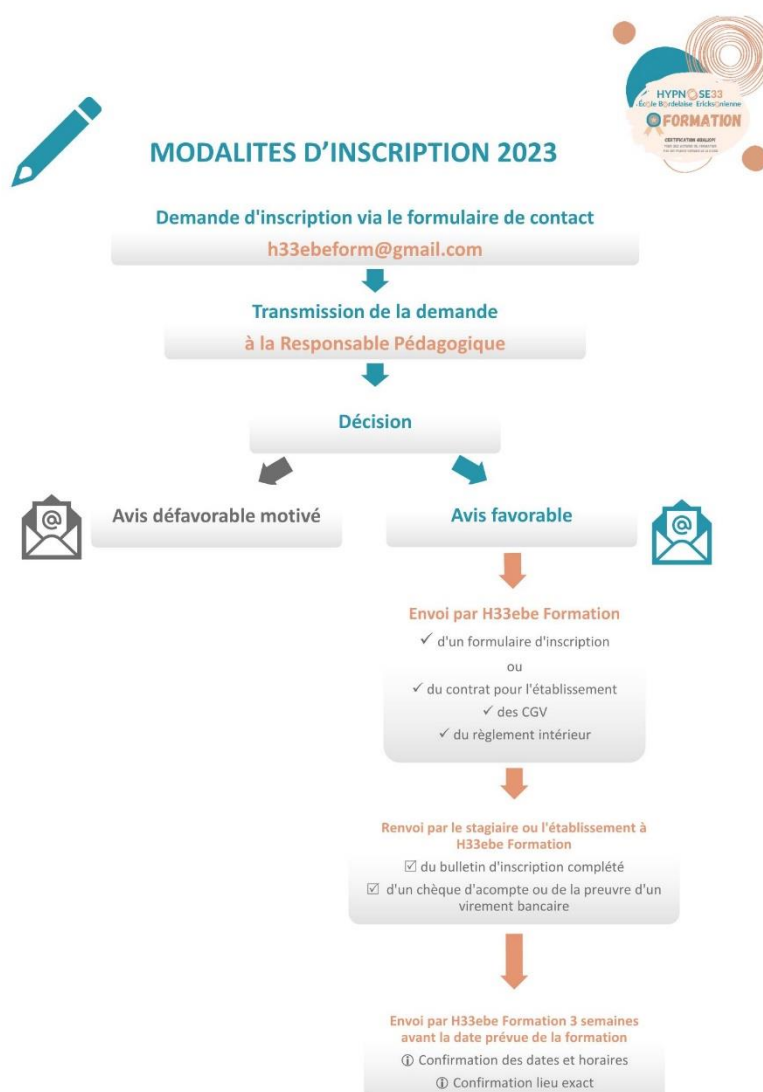 HYPNOSE33
École Bordelaise Ericksonienne
FORMATION
CERTIFICATION QUALIOPI
MODALITES D'INSCRIPTION 2023
Demande d'inscription via le formulaire de contact
h33ebeform@gmail.com
Transmission de la demande
à la Responsable Pédagogique
Décision
Avis défavorable motivé
Avis favorable
Envoi par H33ebe Formation
✓ d'un formulaire d'inscription
ou
✓ du contrat pour l'établissement
✓ des CGV
✓ du règlement intérieur
Renvoi par le stagiaire ou l'établissement à
H33ebe Formation
☑ du bulletin d'inscription complété
☑ d'un chèque d'acompte ou de la preuvre d'un
virement bancaire
Envoi par H33ebe Formation 3 semaines
avant la date prévue de la formation
🛈 Confirmation des dates et horaires
🛈 Confirmation lieu exact